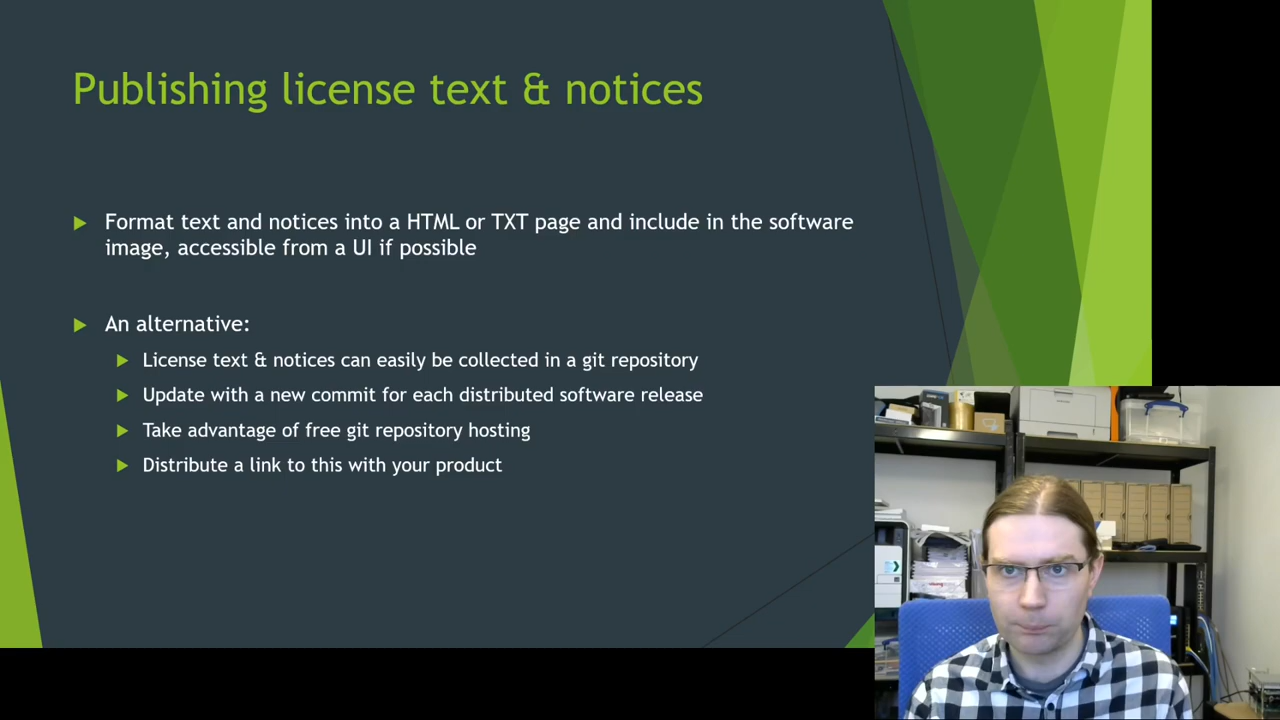 Publishing license text & notices
Format text and notices into a HTML or TXT page and include in the software
image, accessible from a UI if possible
An alternative:
License text & notices can easily be collected in a git repository
Update with a new commit for each distributed software release
Take advantage of free git repository hosting
Distribute a link to this with your product